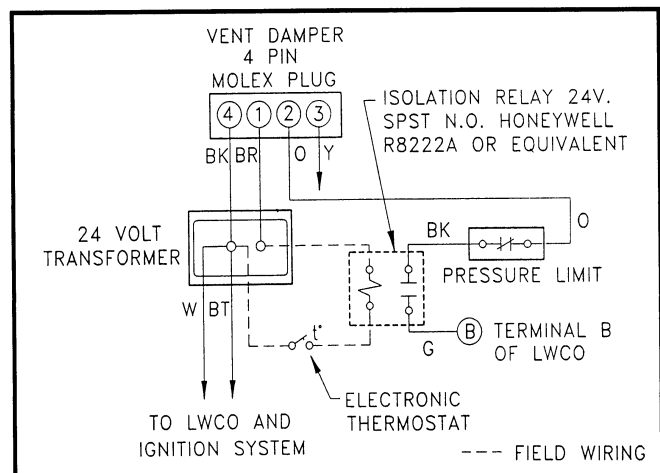 VENT DAMPER
4 PIN
MOLEX PLUG
4 1 2 3
BK BR O Y
ISOLATION RELAY 24V.
SPST N.O. HONEYWELL
R8222A OR EQUIVALENT
24 VOLT
TRANSFORMER
BK
O
PRESSURE LIMIT
W BT
t°
G
B TERMINAL B
OF LWCO
ELECTRONIC
THERMOSTAT
TO LWCO AND
IGNITION SYSTEM
--- FIELD WIRING